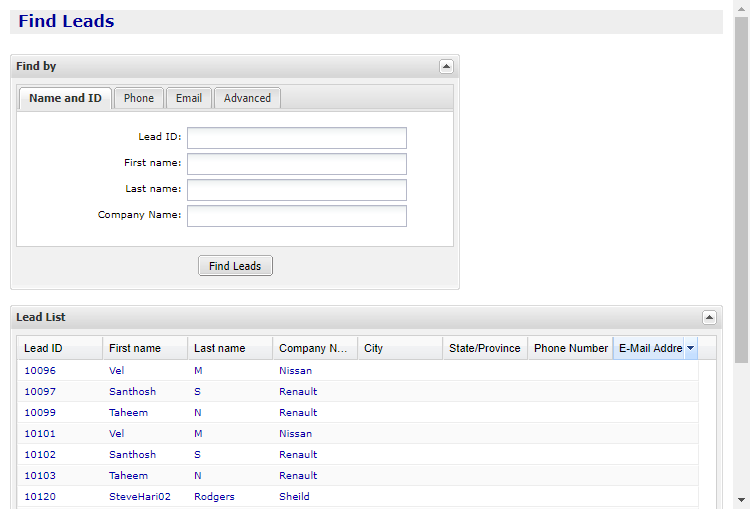 Find Leads
Find by
Name and ID Phone Email Advanced
Lead ID:
First name:
Last name:
Company Name:
Find Leads
Lead List
Lead ID First name Last name Company N... City State/Province Phone Number E-Mail Addre
10096 Vel M Nissan
10097 Santhosh S Renault
10099 Taheem N Renault
10101 Vel M Nissan
10102 Santhosh S Renault
10103 Taheem N Renault
10120 SteveHari02 Rodgers Sheild